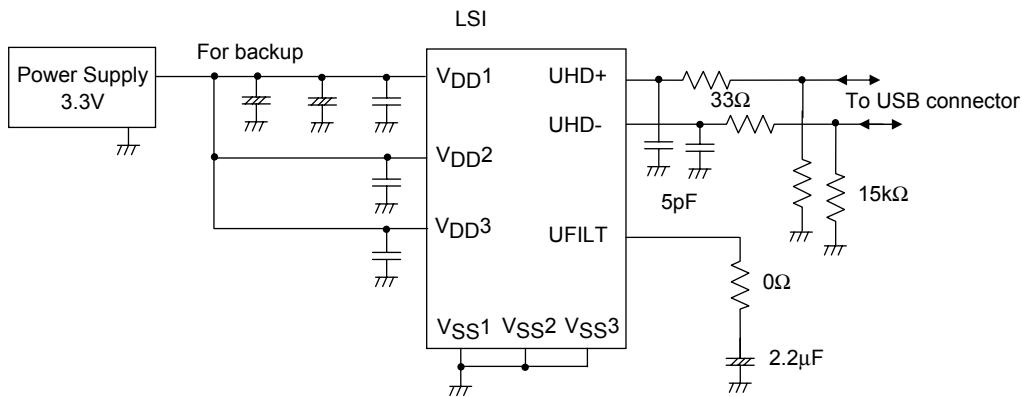 LSI
For backup
Power Supply
3.3V
VDD1
VDD2
VDD3
UHD+
UHD-
UFILT
VSS1
VSS2
VSS3
33Ω
To USB connector
5pF
15kΩ
0Ω
2.2μF